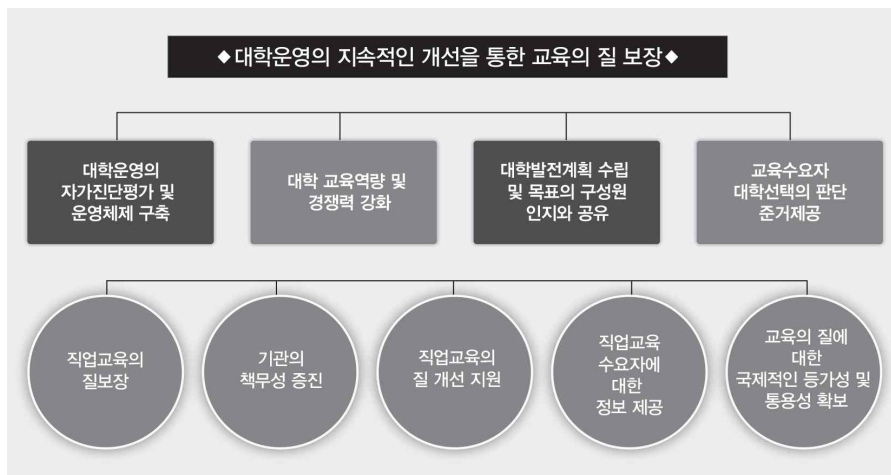 ◆대학운영의 지속적인 개선을 통한 교육의 질 보장◆
대학운영의
자가진단평가 및
운영체제 구축
대학 교육역량 및
경쟁력 강화
대학발전계획 수립
및 목표의 구성원
인지와 공유
교육수요자
대학선택의 판단
준거제공
직업교육의
질보장
기관의
책무성 증진
직업교육의
질 개선 지원
직업교육
수요자에
대한
정보 제공
교육의 질에
대한
국제적인 등가성 및
통용성 확보